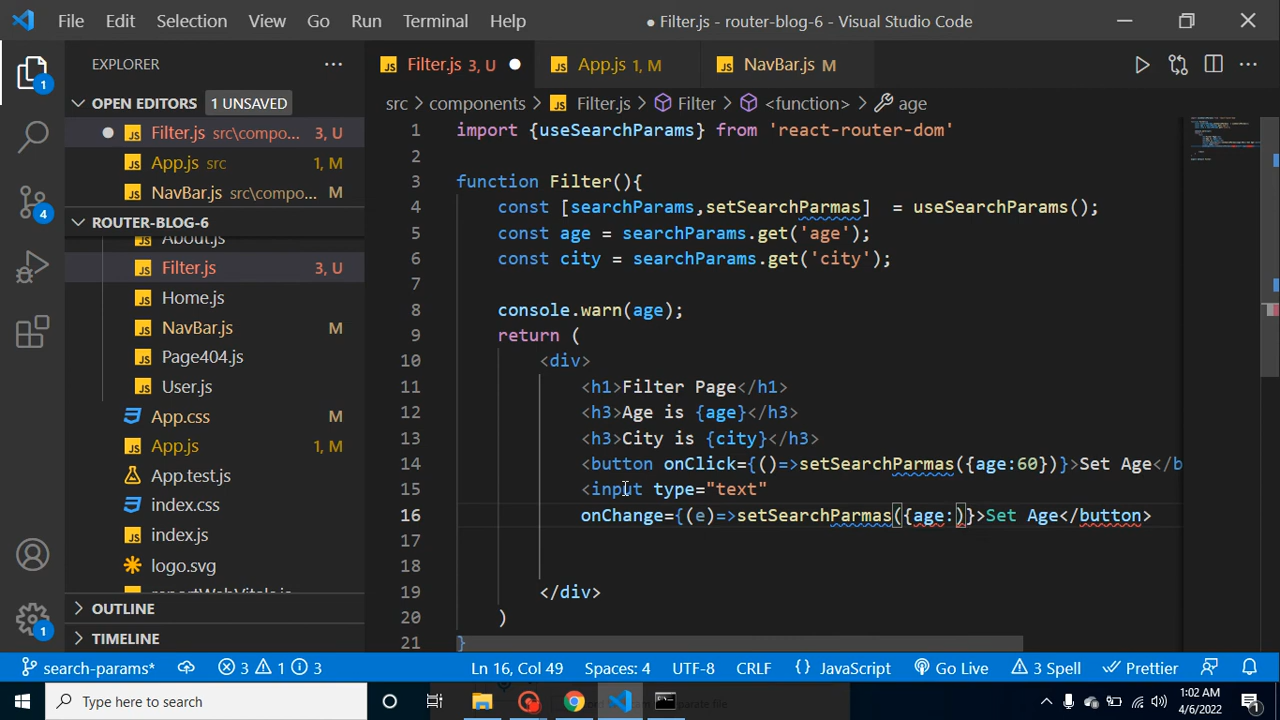 File Edit Selection View Go Run Terminal Help ● Filter.js - router-blog-6 - Visual Studio Code
EXPLORER ···
OPEN EDITORS 1 UNSAVED
Filter.js src\compo... 3, U
App.js src 1, M
NavBar.js src\compo... M
ROUTER-BLOG-6
About.js
Filter.js 3, U
Home.js
NavBar.js M
Page404.js
User.js
App.css M
App.js 1, M
App.test.js
index.css
index.js
logo.svg
reportWebVitals.js
OUTLINE
TIMELINE
1
4
1
Filter.js 3, U ● App.js 1, M NavBar.js M
src > components > JS Filter.js > Filter > <function> > age
1 import {useSearchParams} from 'react-router-dom'
2
3 function Filter(){
4 const [searchParams,setSearchParmas]  = useSearchParams();
5 const age = searchParams.get('age');
6 const city = searchParams.get('city');
7
8 console.warn(age);
9 return (
10 <div>
11 <h1>Filter Page</h1>
12 <h3>Age is {age}</h3>
13 <h3>City is {city}</h3>
14 <button onClick={()=>setSearchParmas({age:60})}>Set Age</b
15 <input type="text"
16 onChange={(e)=>setSearchParmas({age:)}>Set Age</button>
17
18
19 </div>
20 )
21 }
search-params* 3 1 3 Ln 16, Col 49 Spaces: 4 UTF-8 CRLF {} JavaScript Go Live 3 Spell Prettier
Type here to search
1:02 AM
4/6/2022
1